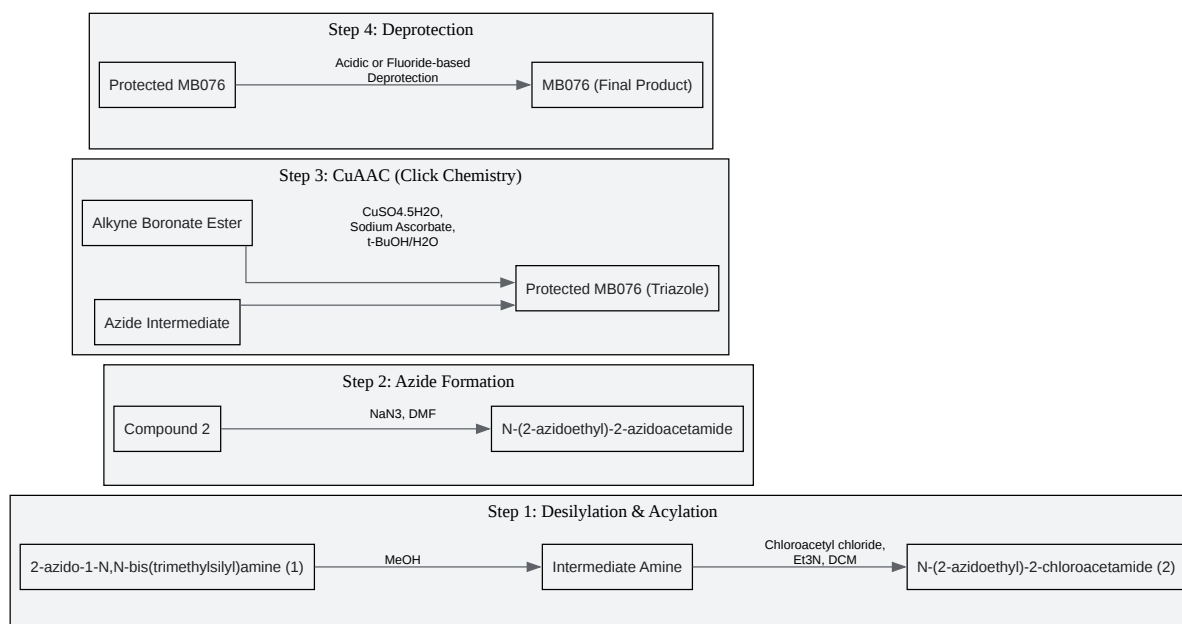 Step 4: Deprotection
Protected MB076
Acidic or Fluoride-based
Deprotection
MB076 (Final Product)
Step 3: CuAAC (Click Chemistry)
Alkyne Boronate Ester
CuSO4.5H2O,
Sodium Ascorbate,
t-BuOH/H2O
Protected MB076 (Triazole)
Azide Intermediate
Step 2: Azide Formation
Compound 2
NaN3, DMF
N-(2-azidoethyl)-2-azidoacetamide
Step 1: Desilylation & Acylation
2-azido-1-N,N-bis(trimethylsilyl)amine (1)
MeOH
Intermediate Amine
Chloroacetyl chloride,
Et3N, DCM
N-(2-azidoethyl)-2-chloroacetamide (2)